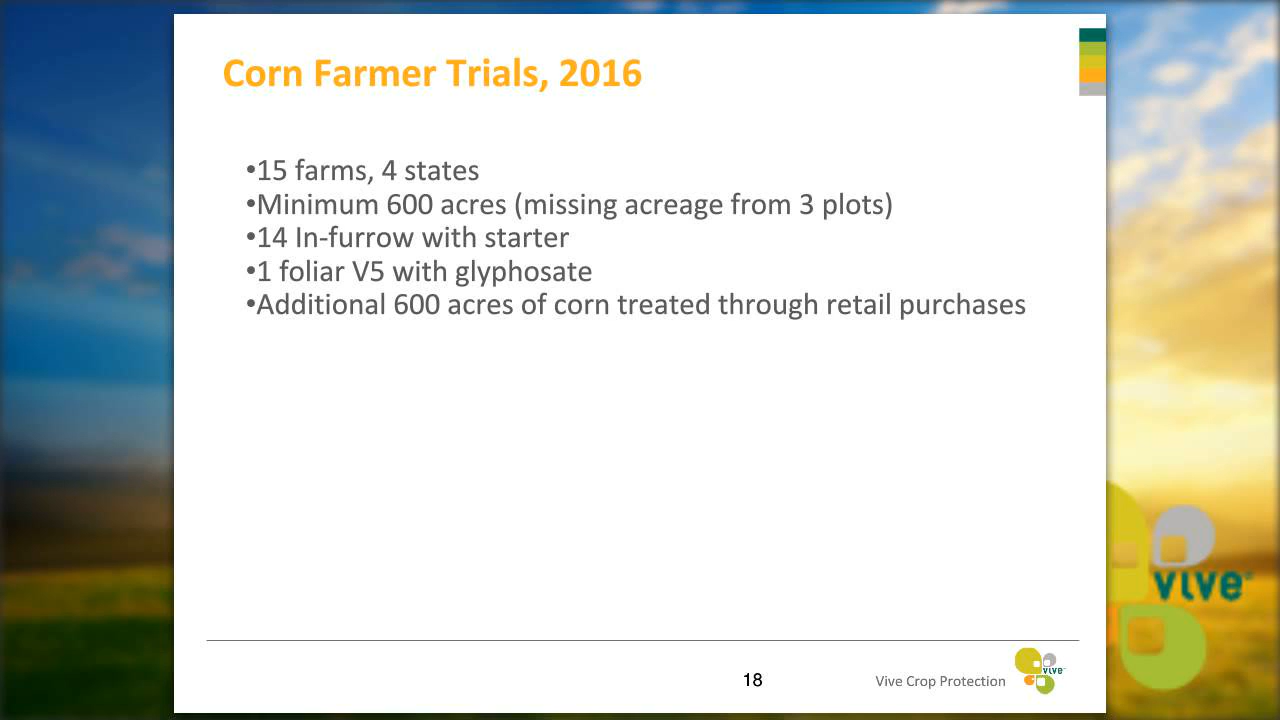 Corn Farmer Trials, 2016
•15 farms, 4 states
•Minimum 600 acres (missing acreage from 3 plots)
•14 In-furrow with starter
•1 foliar V5 with glyphosate
•Additional 600 acres of corn treated through retail purchases
vive
18
Vive Crop Protection
vive